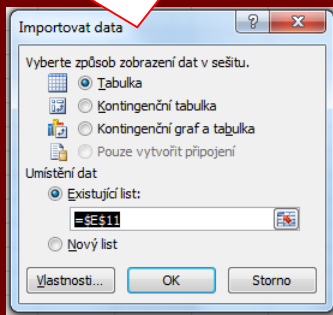 Importovat data
Vyberte způsob zobrazení dat v sešitu.
Tabulka
Kontingenční tabulka
Kontingenční graf a tabulka
Pouze vytvořit připojení
Umístění dat
Existující list:
=$E$11
Nový list
Vlastnosti... OK Storno